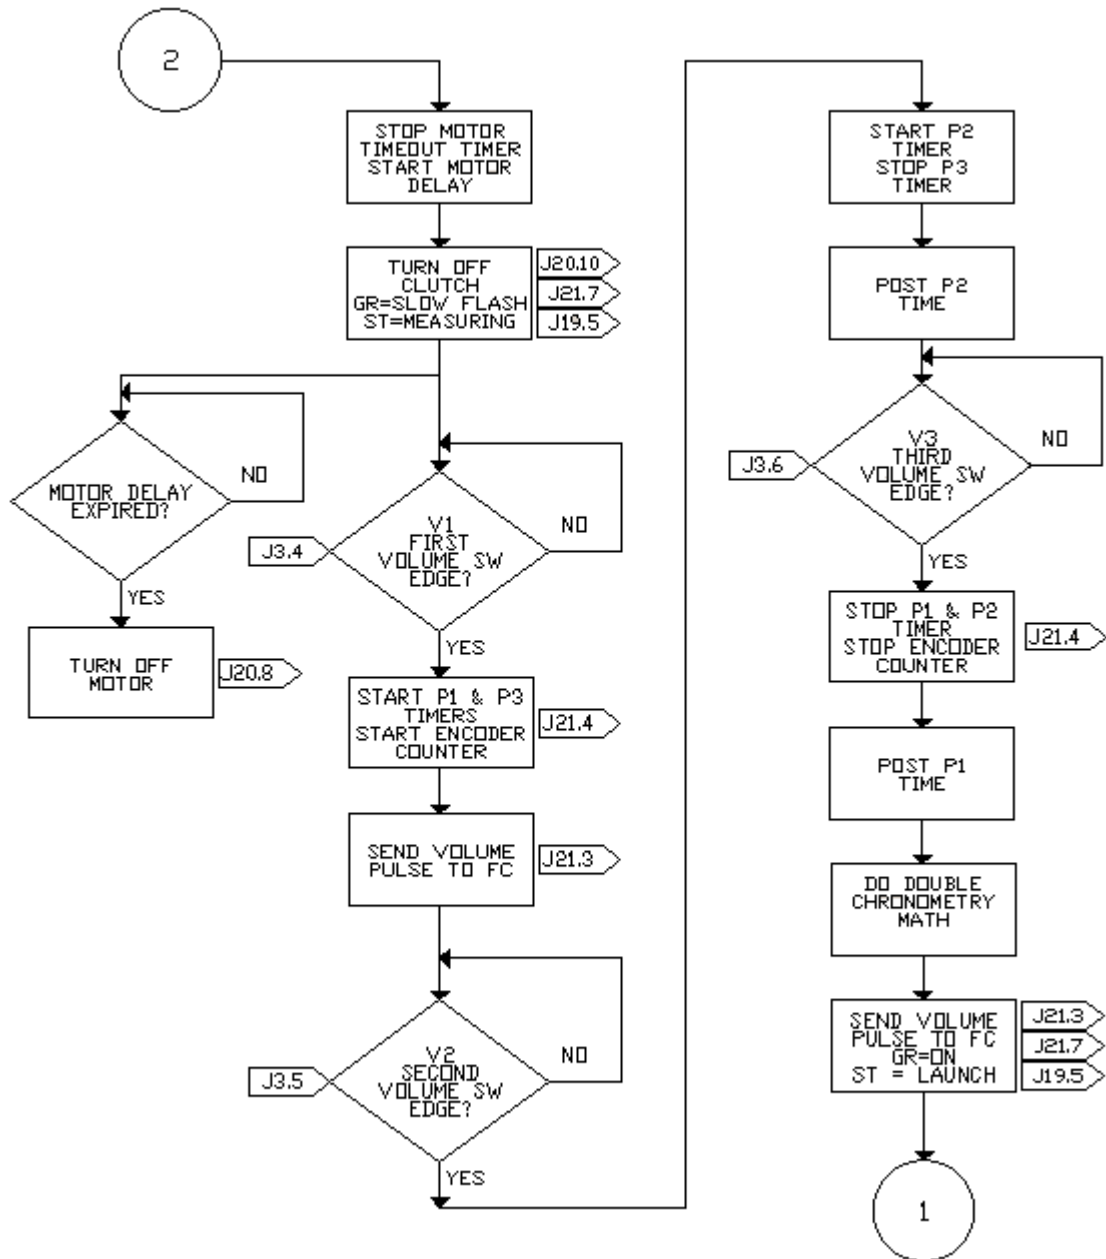 2
STOP MOTOR
TIMEOUT TIMER
START MOTOR
DELAY
TURN OFF
CLUTCH
GR=SLOW FLASH
ST=MEASURING
J20.10
J21.7
J19.5
MOTOR DELAY
EXPIRED?
NO
YES
TURN OFF
MOTOR
J20.8
V1
FIRST
VOLUME SW
EDGE?
NO
J3.4
YES
START P1 & P3
TIMERS
START ENCODER
COUNTER
J21.4
SEND VOLUME
PULSE TO FC
J21.3
V2
SECOND
VOLUME SW
EDGE?
NO
J3.5
YES
START P2
TIMER
STOP P3
TIMER
POST P2
TIME
V3
THIRD
VOLUME SW
EDGE?
NO
J3.6
YES
STOP P1 & P2
TIMER
STOP ENCODER
COUNTER
J21.4
POST P1
TIME
DO DOUBLE
CHRONOMETRY
MATH
SEND VOLUME
PULSE TO FC
GR=ON
ST = LAUNCH
J21.3
J21.7
J19.5
1